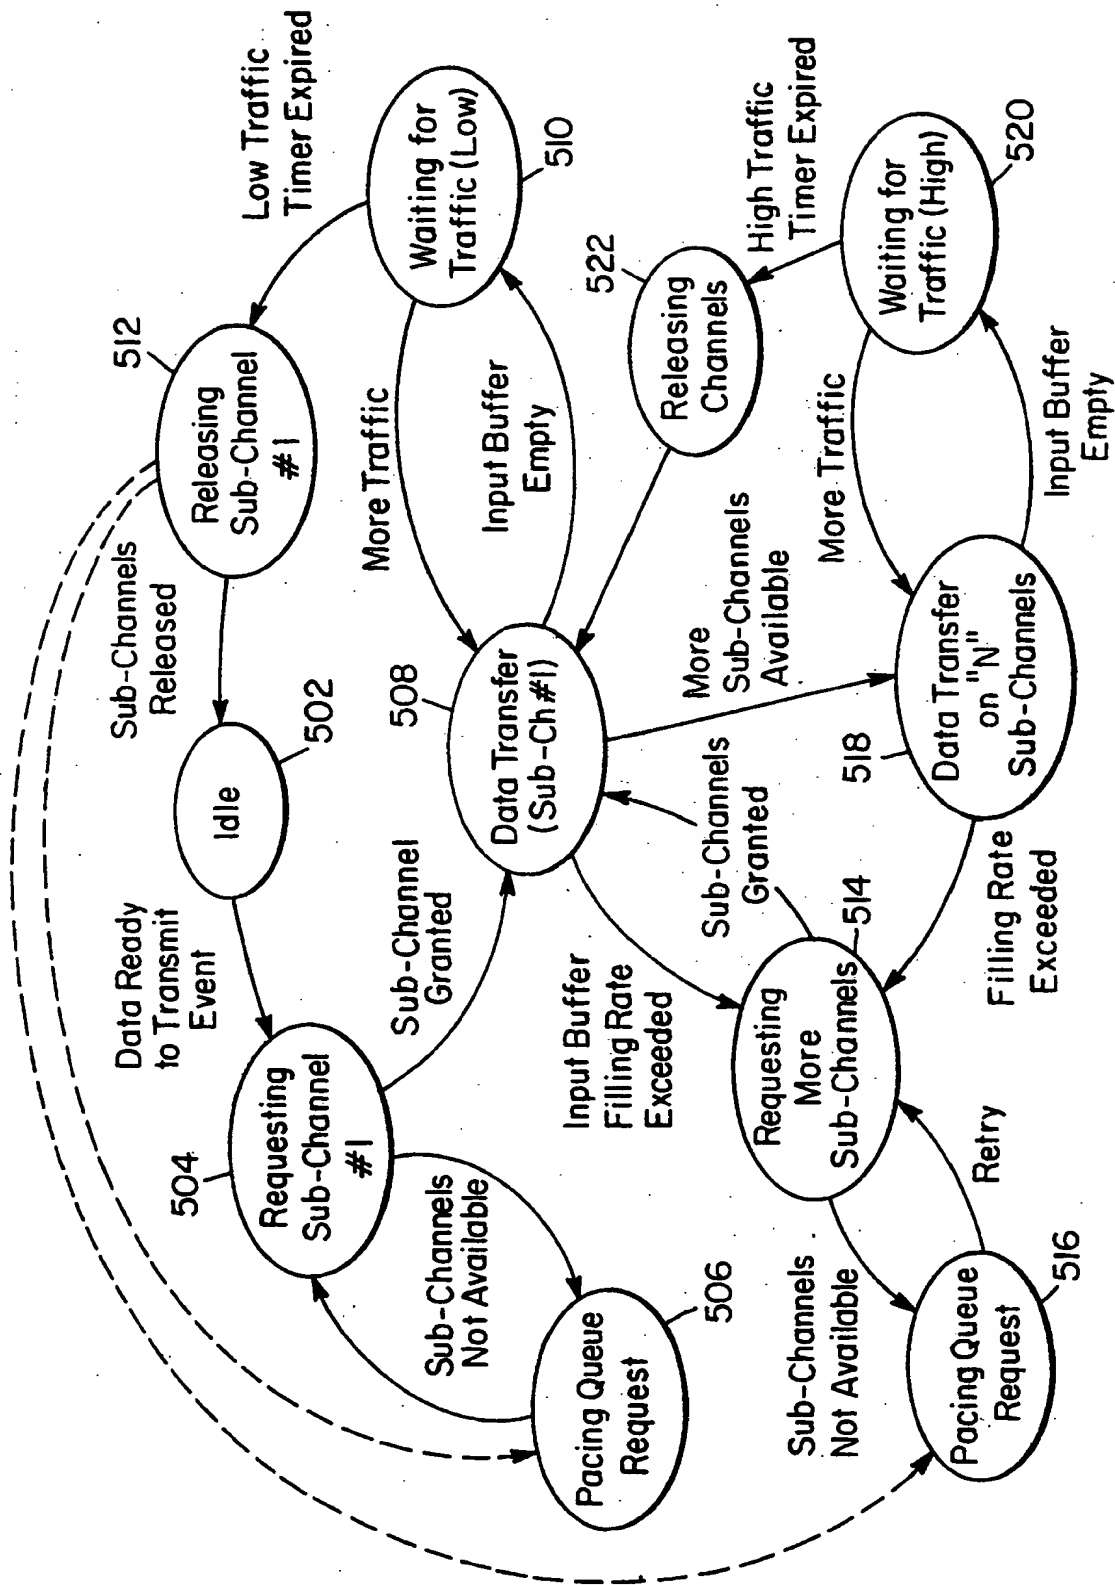 Low Traffic
Timer Expired
512
Releasing
Sub-Channel
#1
Waiting for
Traffic (Low)
510
Sub-Channels
Released
Idle
502
Data Ready
to Transmit
Event
504
Requesting
Sub-Channel
#1
More Traffic
Input Buffer
Empty
508
Data Transfer
(Sub-Ch#1)
Sub-Channel
Granted
Sub-Channels
Not Available
Pacing Queue
Request
506
522
Releasing
Channels
High Traffic
Timer Expired
Waiting for
Traffic (High)
520
More Traffic
Input Buffer
Empty
More
Sub-Channels
Available
518
Data Transfer
on "N"
Sub-Channels
Sub-Channels
Granted
Input Buffer
Filling Rate
Exceeded
514
Requesting
More
Sub-Channels
Filling Rate
Exceeded
Sub-Channels
Not Available
Retry
Pacing Queue
Request
516